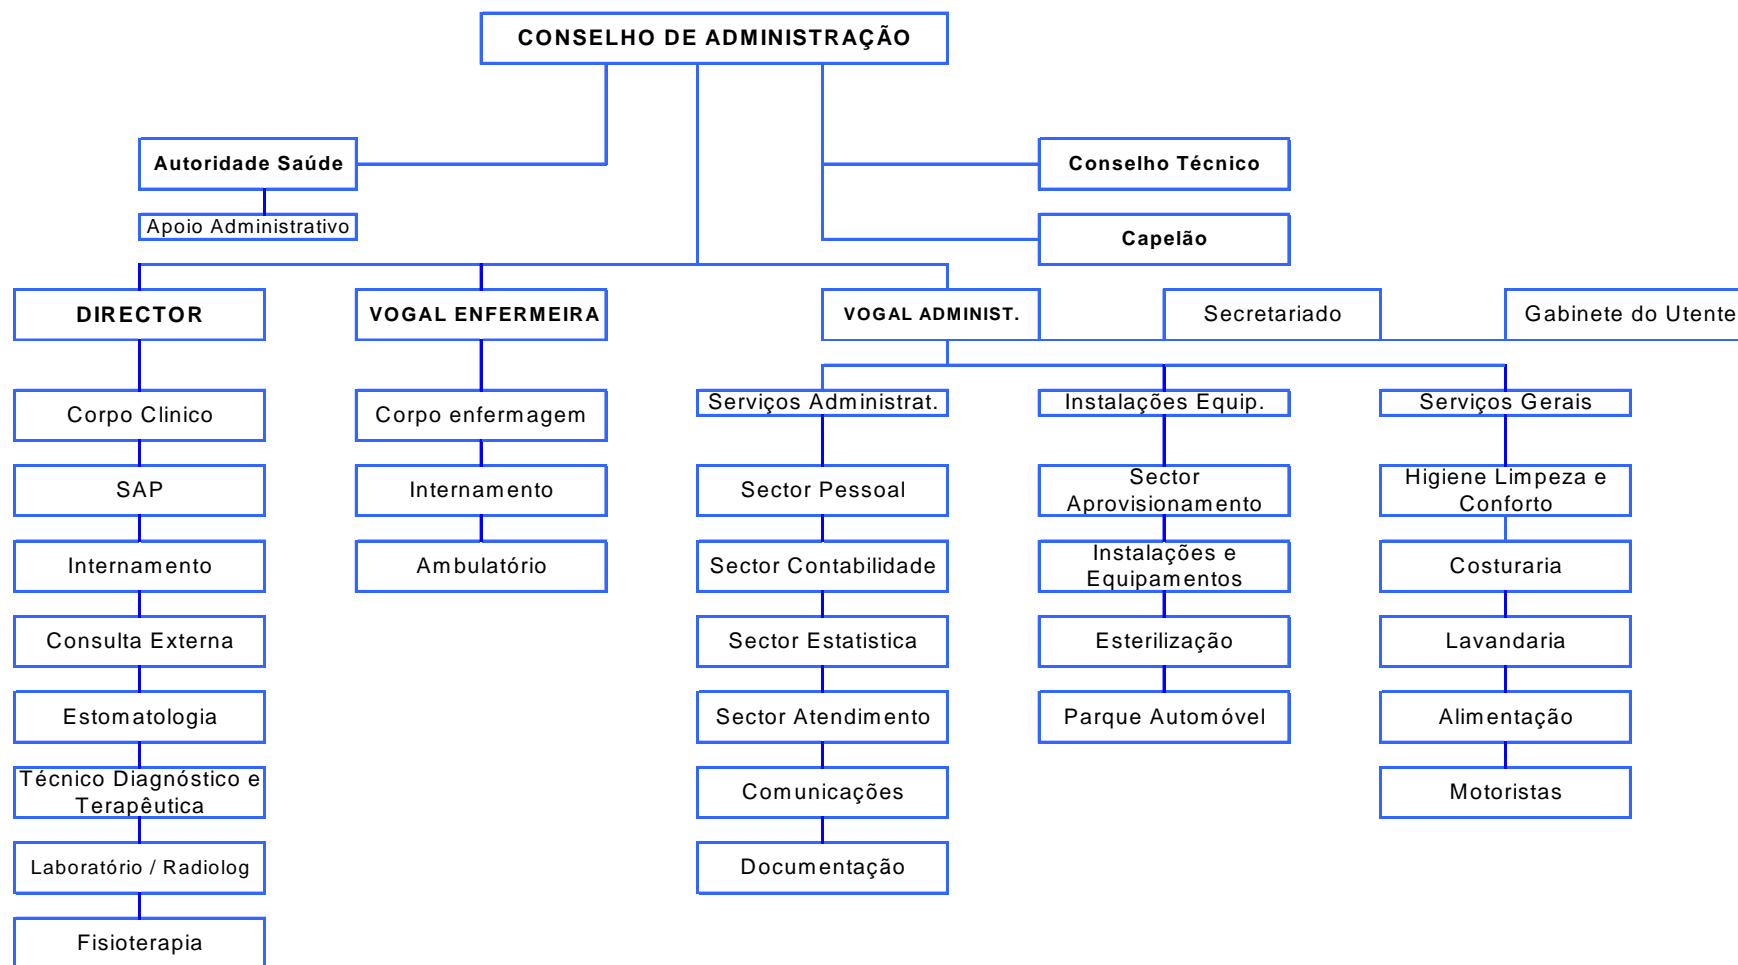 CONSELHO DE ADMINISTRAÇÃO
Autoridade Saúde
Conselho Técnico
Apoio Administrativo
Capelão
DIRECTOR
VOGAL ENFERMEIRA
VOGAL ADMINIST.
Secretariado
Gabinete do Utente
Corpo Clinico
Corpo enfermagem
Serviços Administrat.
Instalações Equip.
Serviços Gerais
SAP
Internamento
Sector Pessoal
Sector
Aprovisionamento
Higiene Limpeza e
Conforto
Internamento
Ambulatório
Sector Contabilidade
Instalações e
Equipamentos
Costuraria
Consulta Externa
Sector Estatistica
Esterilização
Lavandaria
Estomatologia
Sector Atendimento
Parque Automóvel
Alimentação
Técnico Diagnóstico e
Terapêutica
Comunicações
Motoristas
Laboratório / Radiolog
Documentação
Fisioterapia